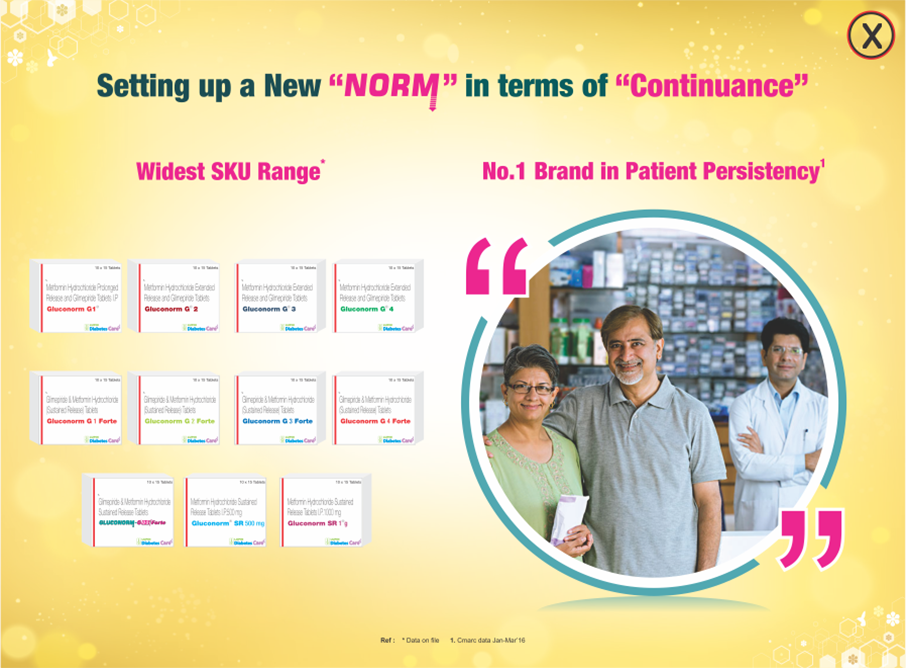 X
Setting up a New “NORM” in terms of “Continuance”
Widest SKU Range*
No.1 Brand in Patient Persistency1
10 x 10 Tablets
Metformin Hydrochloride Prolonged
Release and Glimepiride Tablets I.P.
Gluconorm G1
Diabetes Care
10 x 10 Tablets
Metformin Hydrochloride Extended
Release and Glimepiride Tablets
Gluconorm G 2
Diabetes Care
10 x 10 Tablets
Metformin Hydrochloride Extended
Release and Glimepiride Tablets
Gluconorm G 3
Diabetes Care
10 x 10 Tablets
Metformin Hydrochloride Extended
Release and Glimepiride Tablets
Gluconorm G 4
Diabetes Care
10 x 10 Tablets
Glimepiride & Metformin Hydrochloride
(Sustained Release) Tablets
Gluconorm G 1 Forte
Diabetes Care
10 x 10 Tablets
Glimepiride & Metformin Hydrochloride
(Sustained Release) Tablets
Gluconorm G 2 Forte
Diabetes Care
10 x 10 Tablets
Glimepiride & Metformin Hydrochloride
(Sustained Release) Tablets
Gluconorm G 3 Forte
Diabetes Care
10 x 10 Tablets
Glimepiride & Metformin Hydrochloride
(Sustained Release) Tablets
Gluconorm G 4 Forte
Diabetes Care
10 x 10 Tablets
Glimepiride & Metformin Hydrochloride
Sustained Release Tablets
GLUCONORM Forte
Diabetes Care
10 x 10 Tablets
Metformin Hydrochloride Sustained
Release Tablets I.P.500 mg
Gluconorm SR 500 mg
Diabetes Care
10 x 10 Tablets
Metformin Hydrochloride Sustained
Release Tablets I.P.1000 mg
Gluconorm SR 1 g
Diabetes Care
Ref : * Data on file 1. Cmarc data Jan-Mar'16